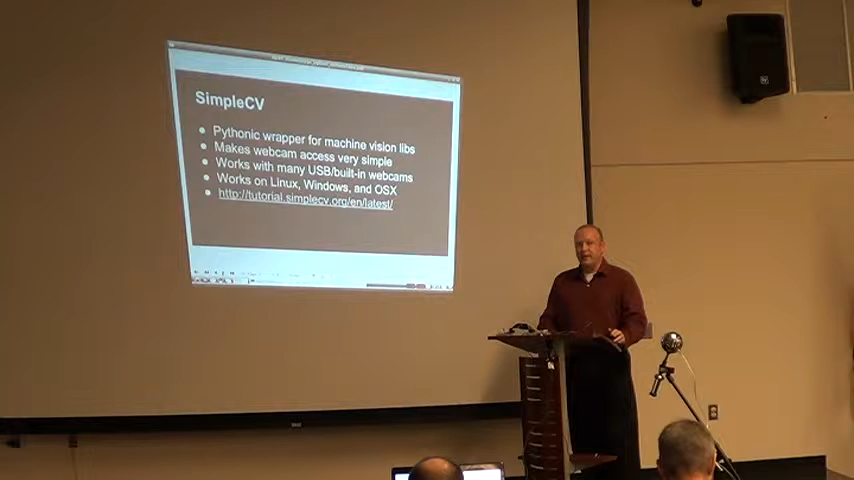 SimpleCV
● Pythonic wrapper for machine vision libs
● Makes webcam access very simple
● Works with many USB/built-in webcams
● Works on Linux, Windows, and OSX
● http://tutorial.simplecv.org/en/latest/